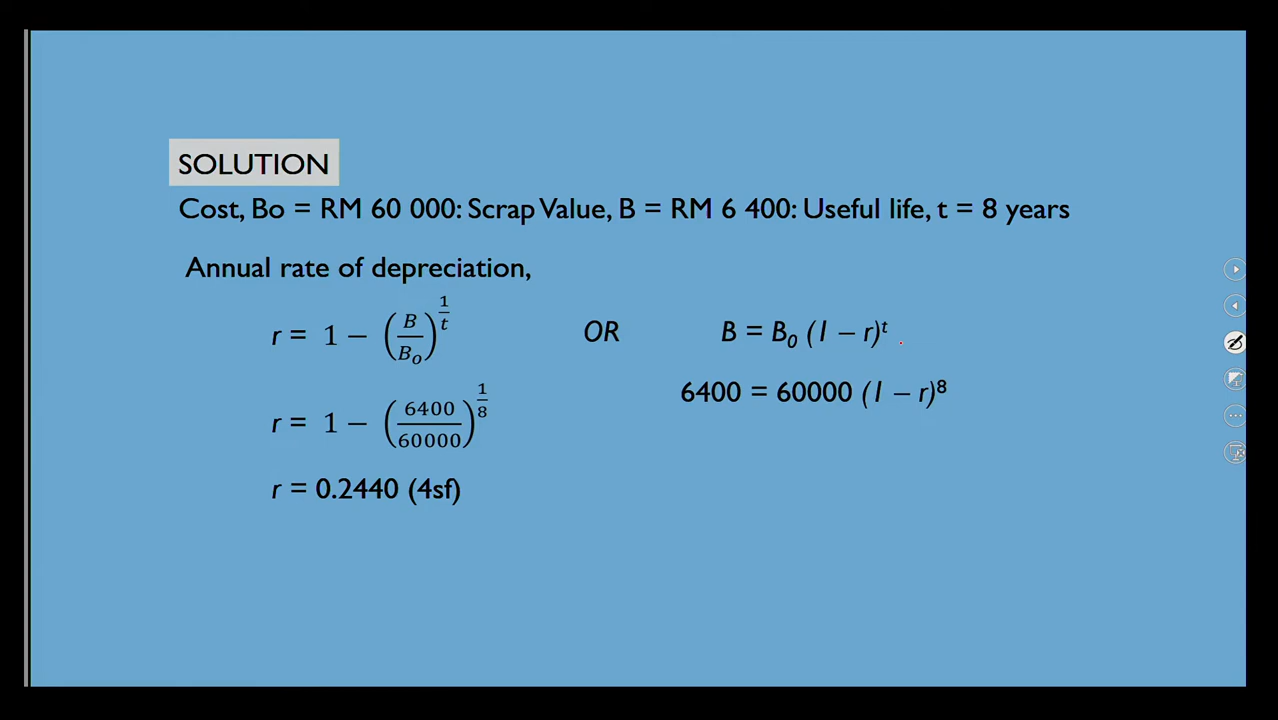 SOLUTION
Cost, Bo = RM 60 000: Scrap Value, B = RM 6 400: Useful life, t = 8 years
Annual rate of depreciation,
r = 1 − (B/B₀)^(1/t) OR B = B₀ (1 – r)ᵗ
r = 1 − (6400/60000)^(1/8) 6400 = 60000 (1 – r)⁸
r = 0.2440 (4sf)